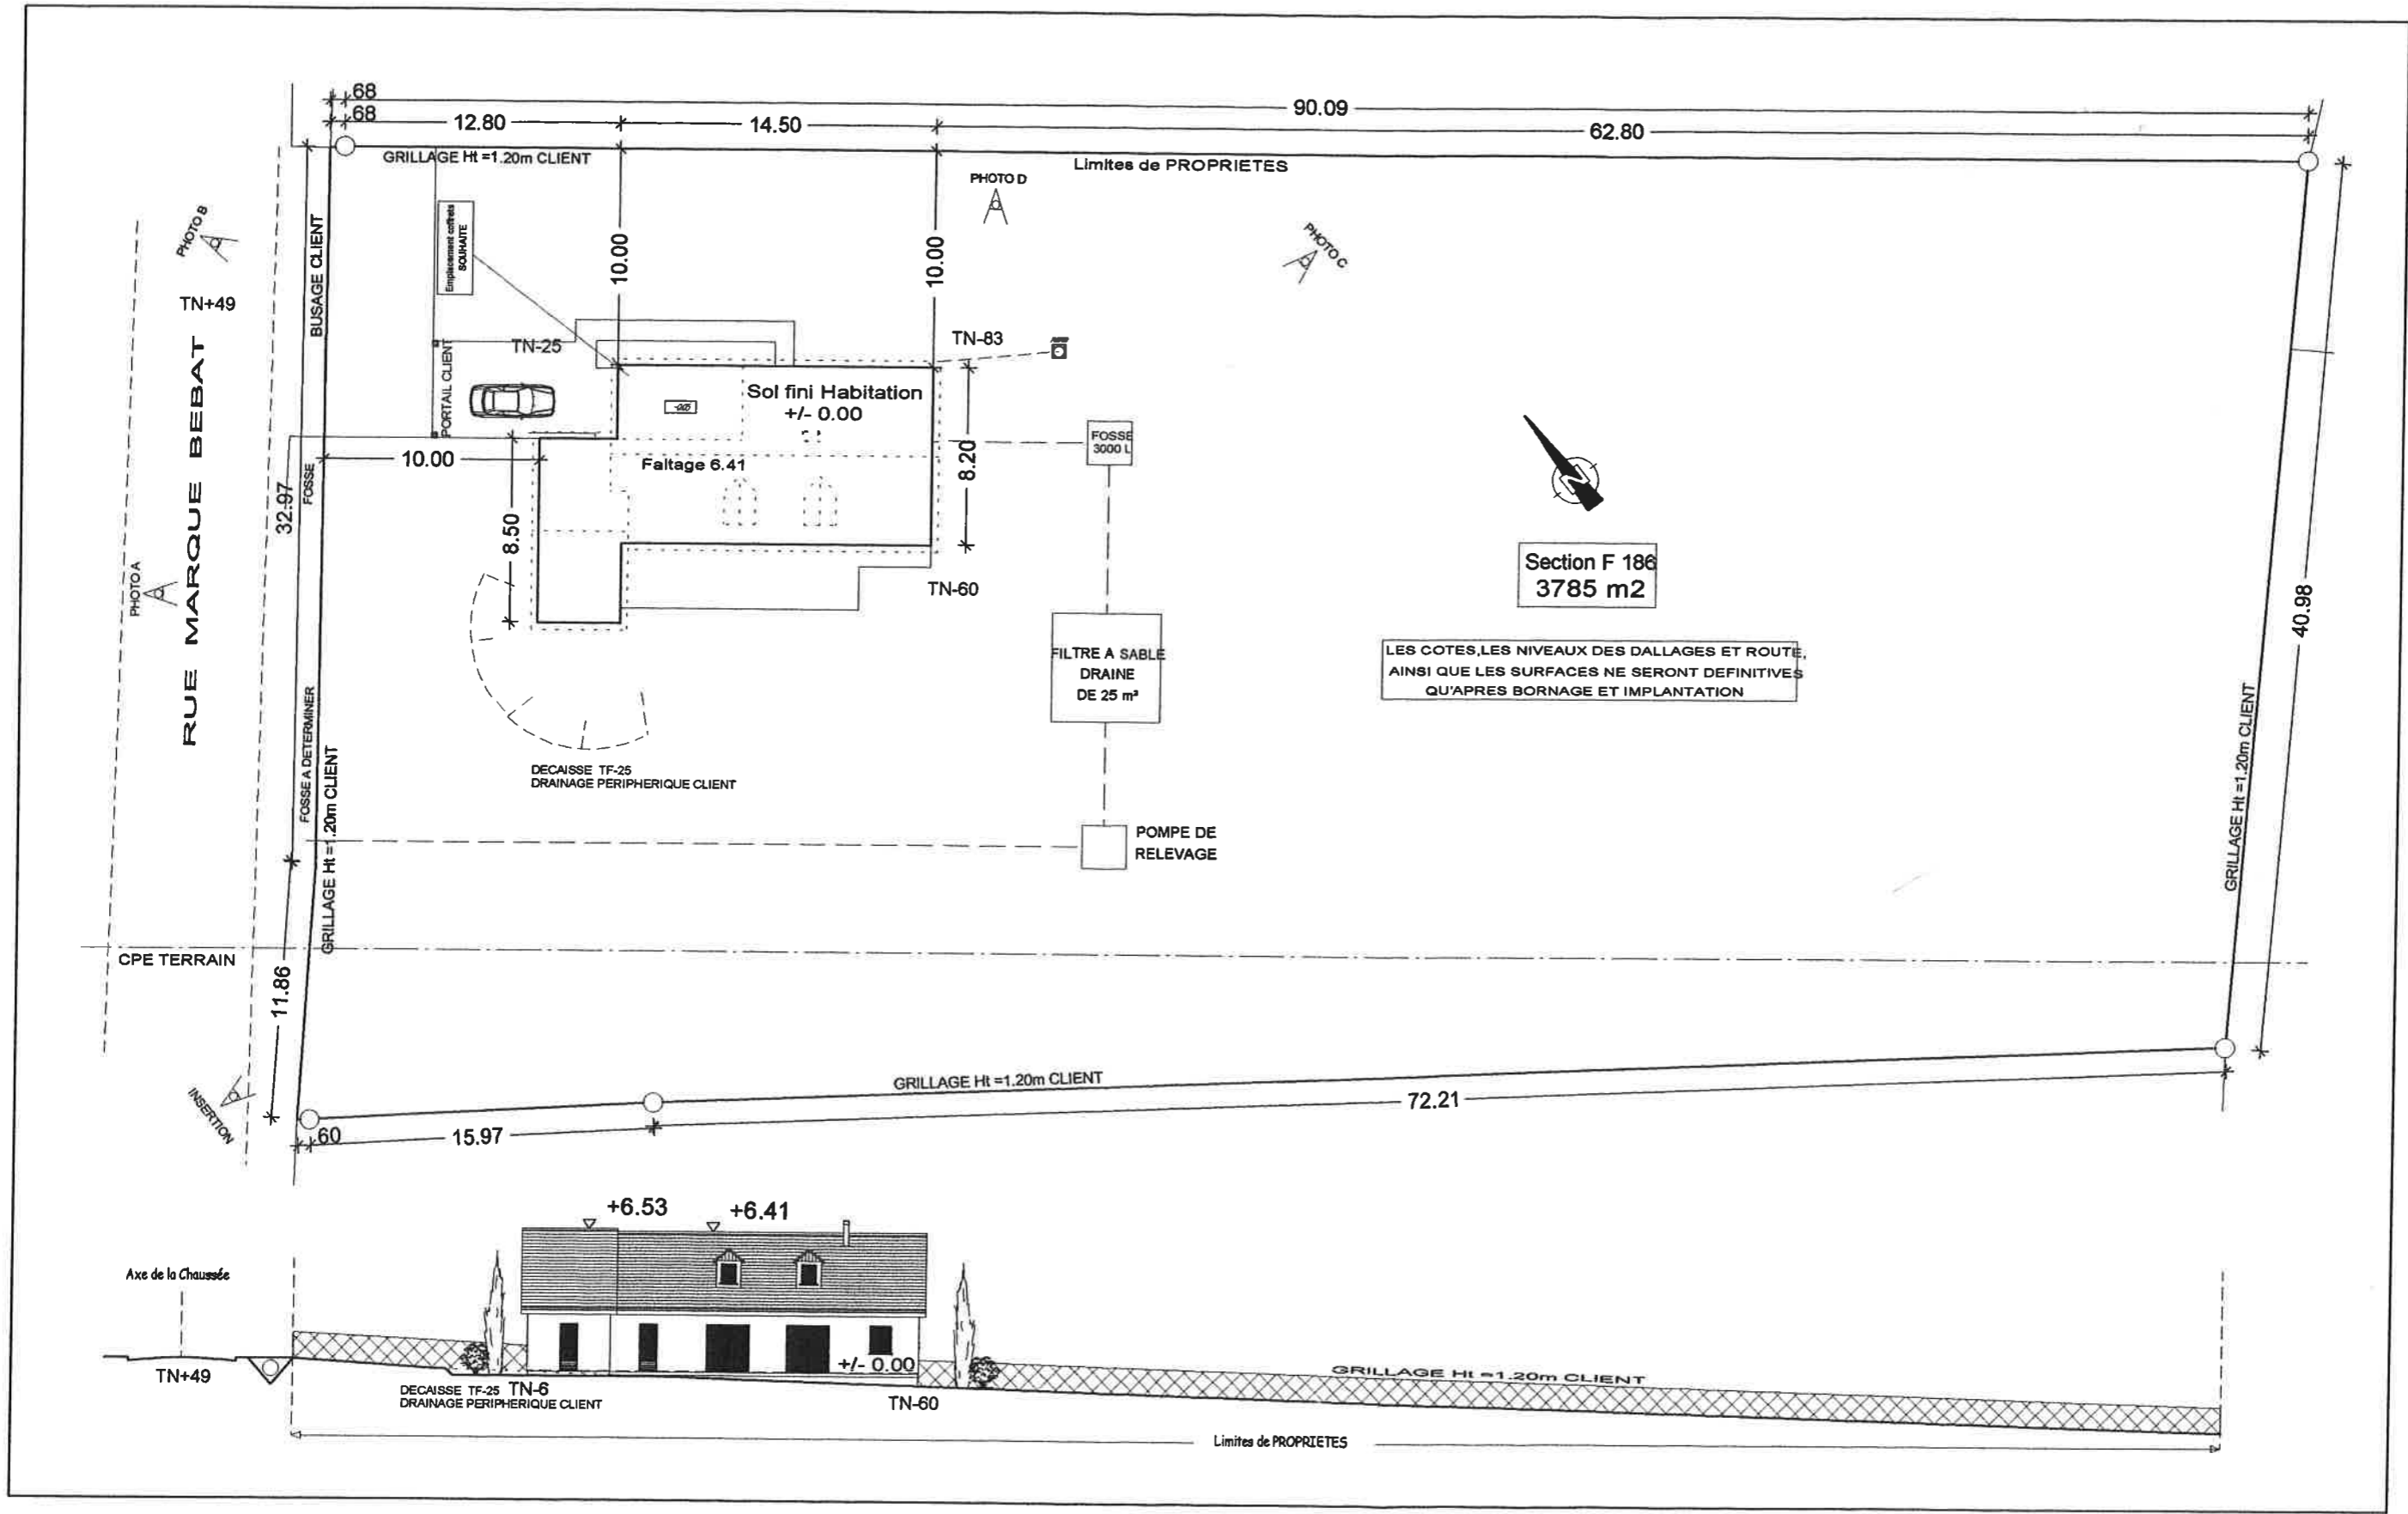 68
90.09
68
12.80
14.50
62.80
GRILLAGE Ht =1.20m CLIENT
Limites de PROPRIETES
PHOTO D
PHOTO B
PHOTO C
BUSAGE CLIENT
Emplacement coffrets
SOUHAITE
10.00
10.00
TN+49
TN-25
TN-83
PORTAIL CLIENT
RUE MARQUE BEBAT
Sol fini Habitation
+/- 0.00
FOSSE
3000 L
10.00
8.20
Faitage 6.41
FOSSE
32.97
8.50
N
Section F 186
3785 m2
PHOTO A
TN-60
40.98
FILTRE A SABLE
DRAINE
DE 25 m²
LES COTES,LES NIVEAUX DES DALLAGES ET ROUTE,
AINSI QUE LES SURFACES NE SERONT DEFINITIVES
QU'APRES BORNAGE ET IMPLANTATION
FOSSE A DETERMINER
GRILLAGE Ht =1.20m CLIENT
DECAISSE TF-25
DRAINAGE PERIPHERIQUE CLIENT
GRILLAGE Ht =1.20m CLIENT
POMPE DE
RELEVAGE
CPE TERRAIN
11.86
INSERTION
GRILLAGE Ht =1.20m CLIENT
72.21
60
15.97
+6.53
+6.41
Axe de la Chaussée
TN+49
+/- 0.00
DECAISSE TF-25 TN-6
DRAINAGE PERIPHERIQUE CLIENT
TN-60
GRILLAGE Ht =1.20m CLIENT
Limites de PROPRIETES